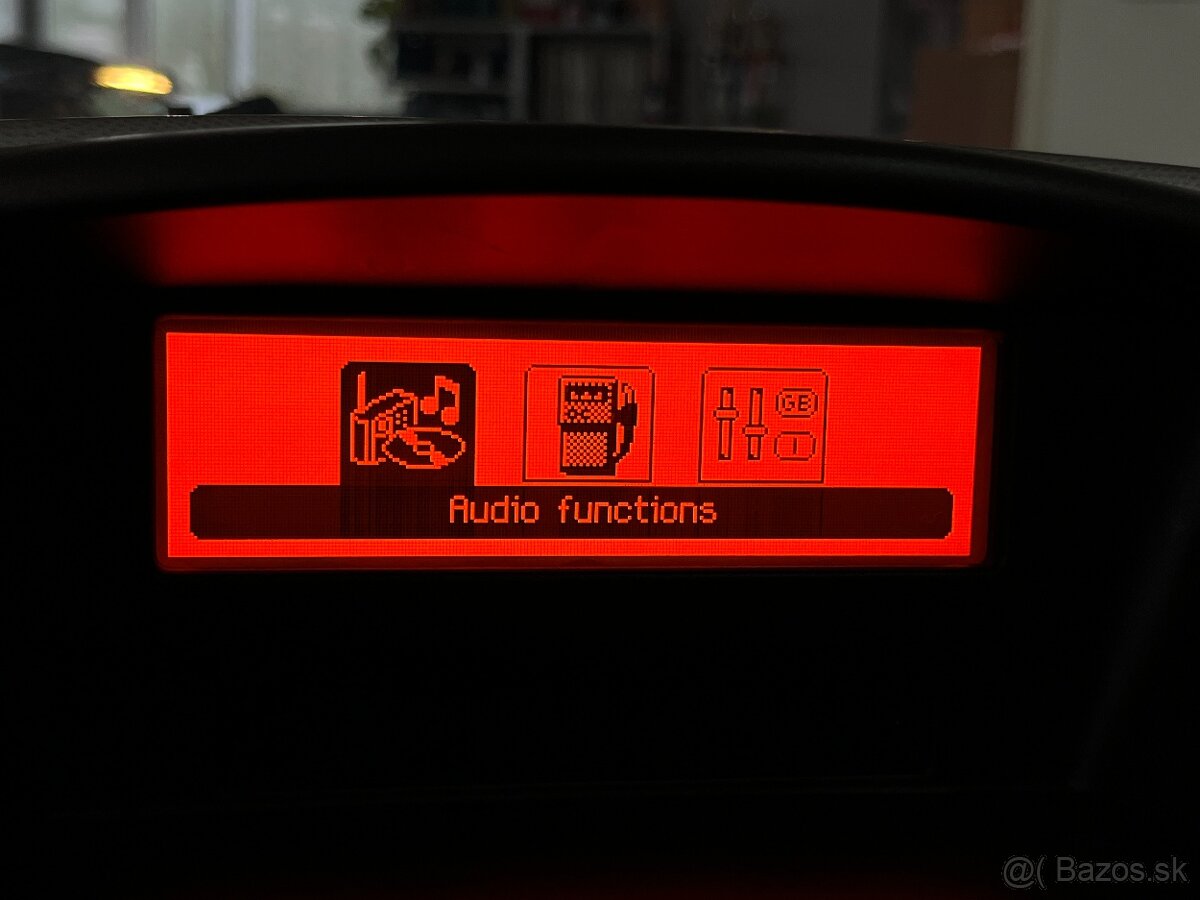 GB
I
Audio functions
@( Bazos.sk